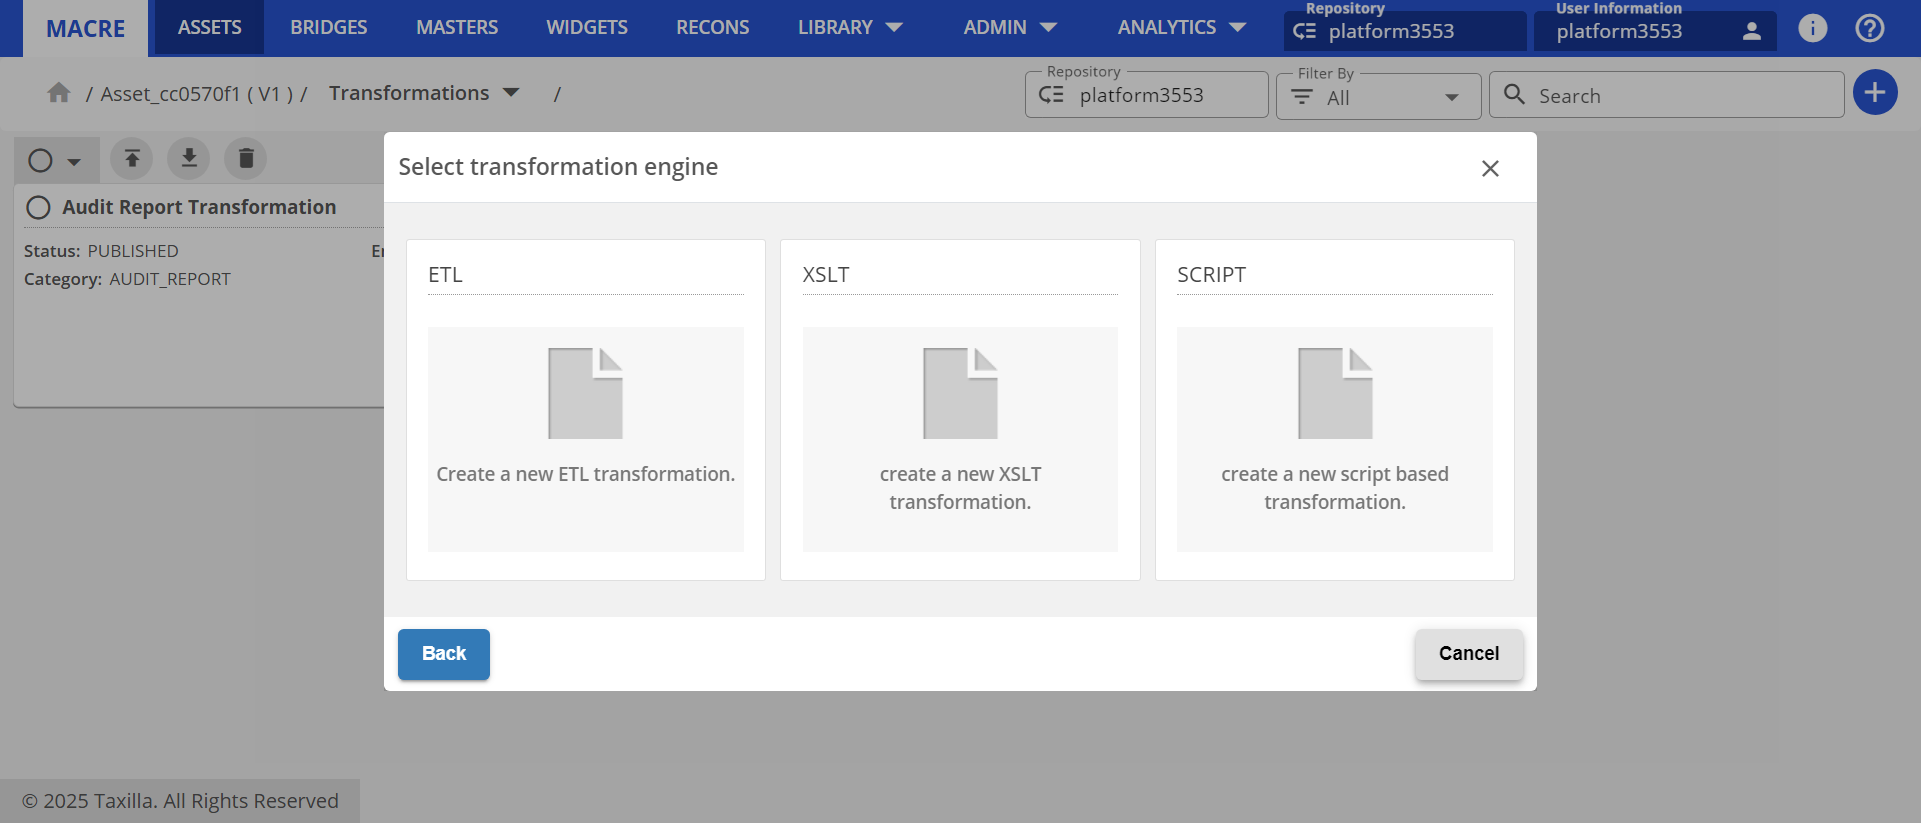 MACRE
ASSETS
BRIDGES
MASTERS
WIDGETS
RECONS
LIBRARY
ADMIN
ANALYTICS
Repository
platform3553
User Information
platform3553
/ Asset_cc0570f1 ( V1 ) / Transformations /
Repository
platform3553
Filter By
All
Search
Audit Report Transformation
Status: PUBLISHED
Category: AUDIT_REPORT
Select transformation engine
ETL
Create a new ETL transformation.
XSLT
create a new XSLT
transformation.
SCRIPT
create a new script based
transformation.
Back
Cancel
© 2025 Taxilla. All Rights Reserved